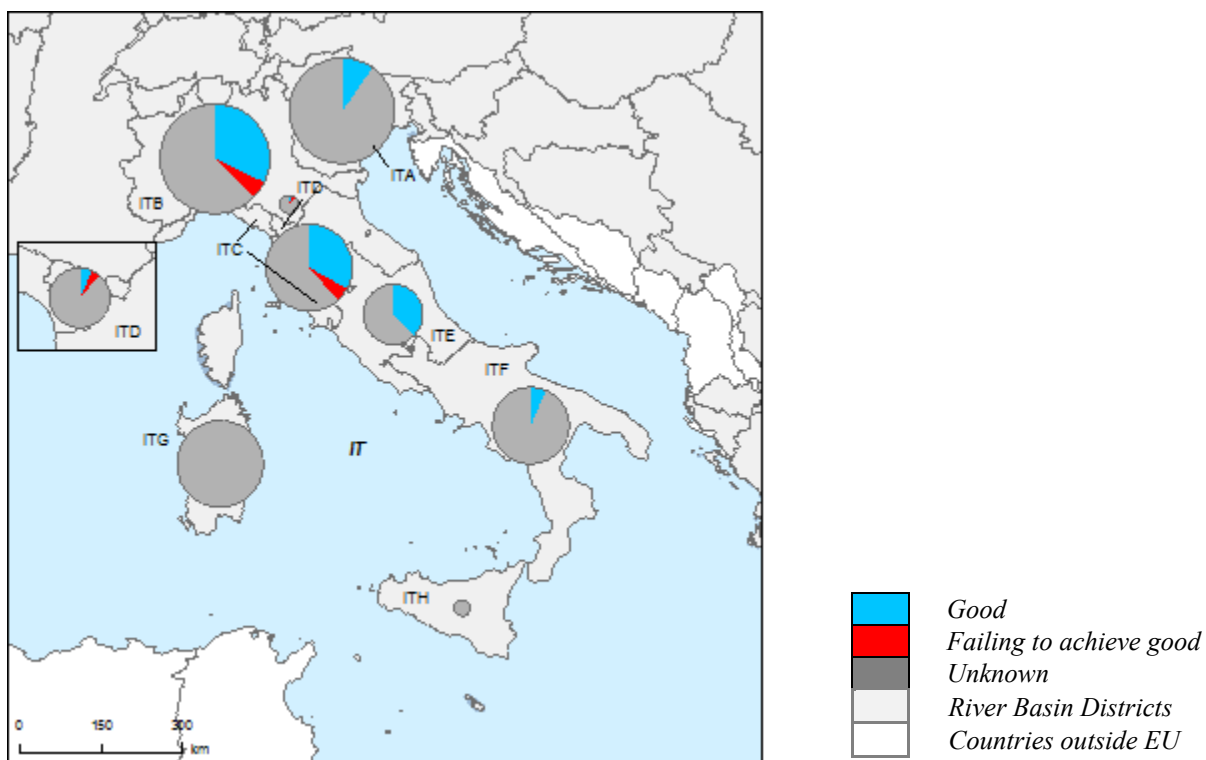 ITA
ITB
ITD
ITC
ITD
ITE
ITF
ITG
IT
ITH
0 150 300
km
Good
Failing to achieve good
Unknown
River Basin Districts
Countries outside EU